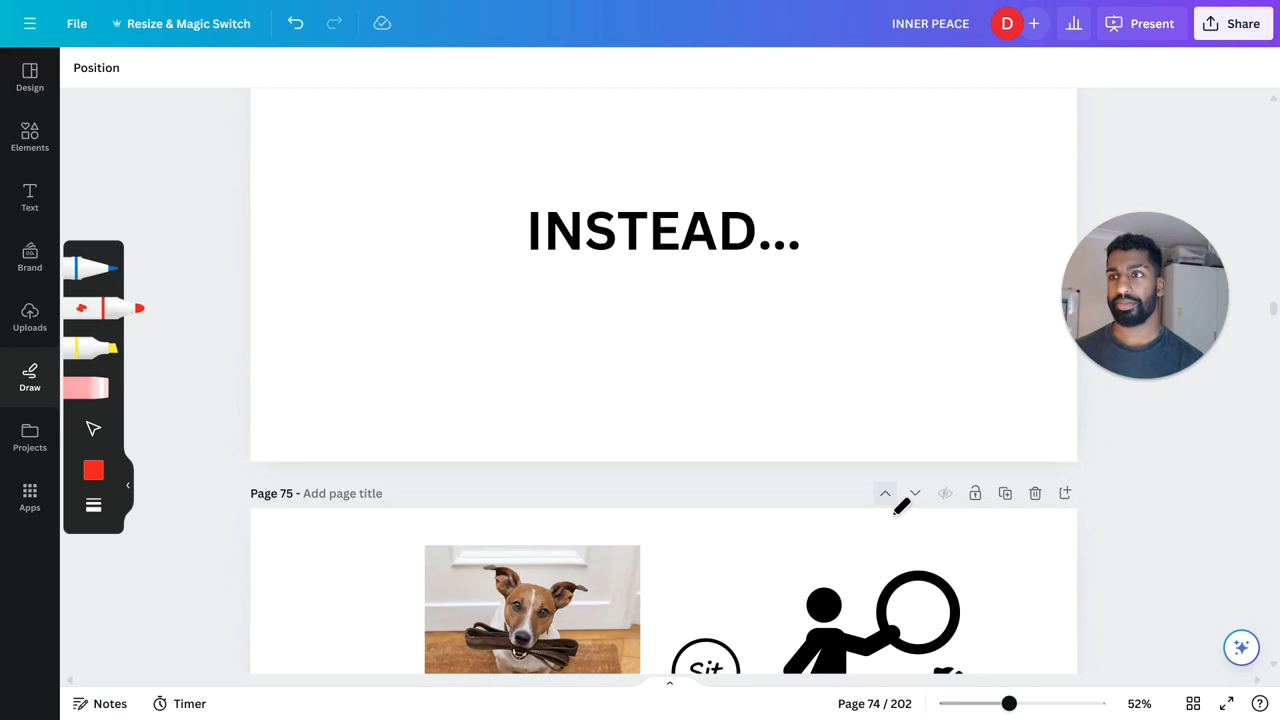 File
Resize & Magic Switch
INNER PEACE
D
Present
Share
Position
Design
Elements
Text
Brand
Uploads
Draw
Projects
Apps
INSTEAD...
Page 75 - Add page title
Sit
Notes
Timer
Page 74 / 202
52%